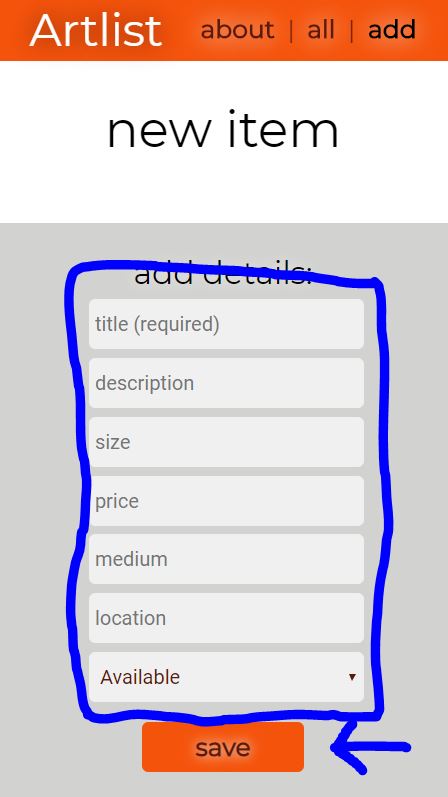 Artlist about | all | add
new item
add details:
title (required)
description
size
price
medium
location
Available
save